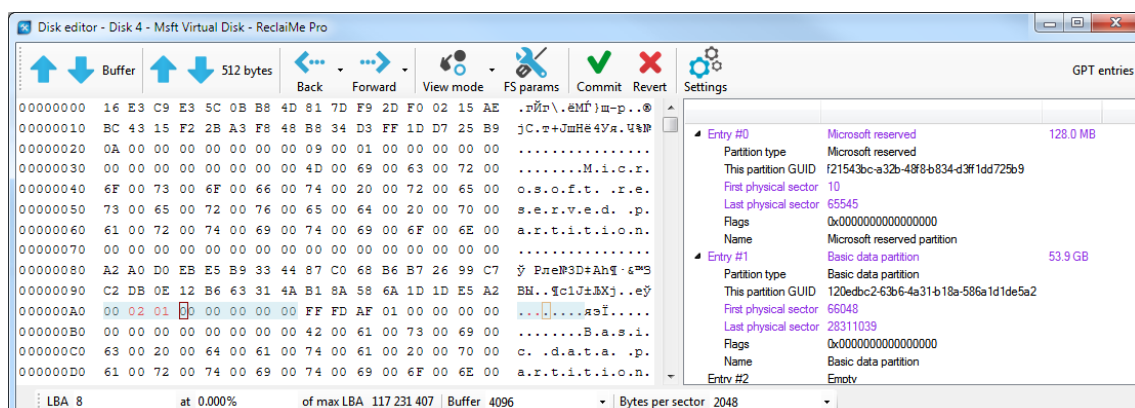 Disk editor - Disk 4 - Msft Virtual Disk - ReclaiMe Pro
Buffer 512 bytes Back Forward View mode FS params Commit Revert Settings GPT entries
00000000 16 E3 C9 E3 5C 0B B8 4D 81 7D F9 2D F0 02 15 AE .гЙг\.ёМЃ}щ-р..®
00000010 BC 43 15 F2 2B A3 F8 48 B8 34 D3 FF 1D D7 25 B9 јC.т+ЈшHё4Уя.Ч%№
00000020 0A 00 00 00 00 00 00 00 09 00 01 00 00 00 00 00 ................
00000030 00 00 00 00 00 00 00 00 4D 00 69 00 63 00 72 00 ........M.i.c.r.
00000040 6F 00 73 00 6F 00 66 00 74 00 20 00 72 00 65 00 o.s.o.f.t. .r.e.
00000050 73 00 65 00 72 00 76 00 65 00 64 00 20 00 70 00 s.e.r.v.e.d. .p.
00000060 61 00 72 00 74 00 69 00 74 00 69 00 6F 00 6E 00 a.r.t.i.t.i.o.n.
00000070 00 00 00 00 00 00 00 00 00 00 00 00 00 00 00 00 ................
00000080 A2 A0 D0 EB E5 B9 33 44 87 C0 68 B6 B7 26 99 C7 ў РлеN3D‡Аh¶·&™З
00000090 C2 DB 0E 12 B6 63 31 4A B1 8A 58 6A 1D 1D E5 A2 ВЫ..¶c1J±ЉXj..еў
000000A0 00 02 01 00 00 00 00 00 FF FD AF 01 00 00 00 00 ........яэЇ.....
000000B0 00 00 00 00 00 00 00 00 42 00 61 00 73 00 69 00 ........B.a.s.i.
000000C0 63 00 20 00 64 00 61 00 74 00 61 00 20 00 70 00 c. .d.a.t.a. .p.
000000D0 61 00 72 00 74 00 69 00 74 00 69 00 6F 00 6E 00 a.r.t.i.t.i.o.n.
Entry #0 Microsoft reserved 128.0 MB
Partition type Microsoft reserved
This partition GUID f21543bc-a32b-48f8-b834-d3ff1dd725b9
First physical sector 10
Last physical sector 65545
Flags 0x0000000000000000
Name Microsoft reserved partition
Entry #1 Basic data partition 53.9 GB
Partition type Basic data partition
This partition GUID 120edbc2-63b6-4a31-b18a-586a1d1de5a2
First physical sector 66048
Last physical sector 28311039
Flags 0x0000000000000000
Name Basic data partition
Entry #2 Empty
LBA 8 at 0.000% of max LBA 117 231 407 Buffer 4096 Bytes per sector 2048